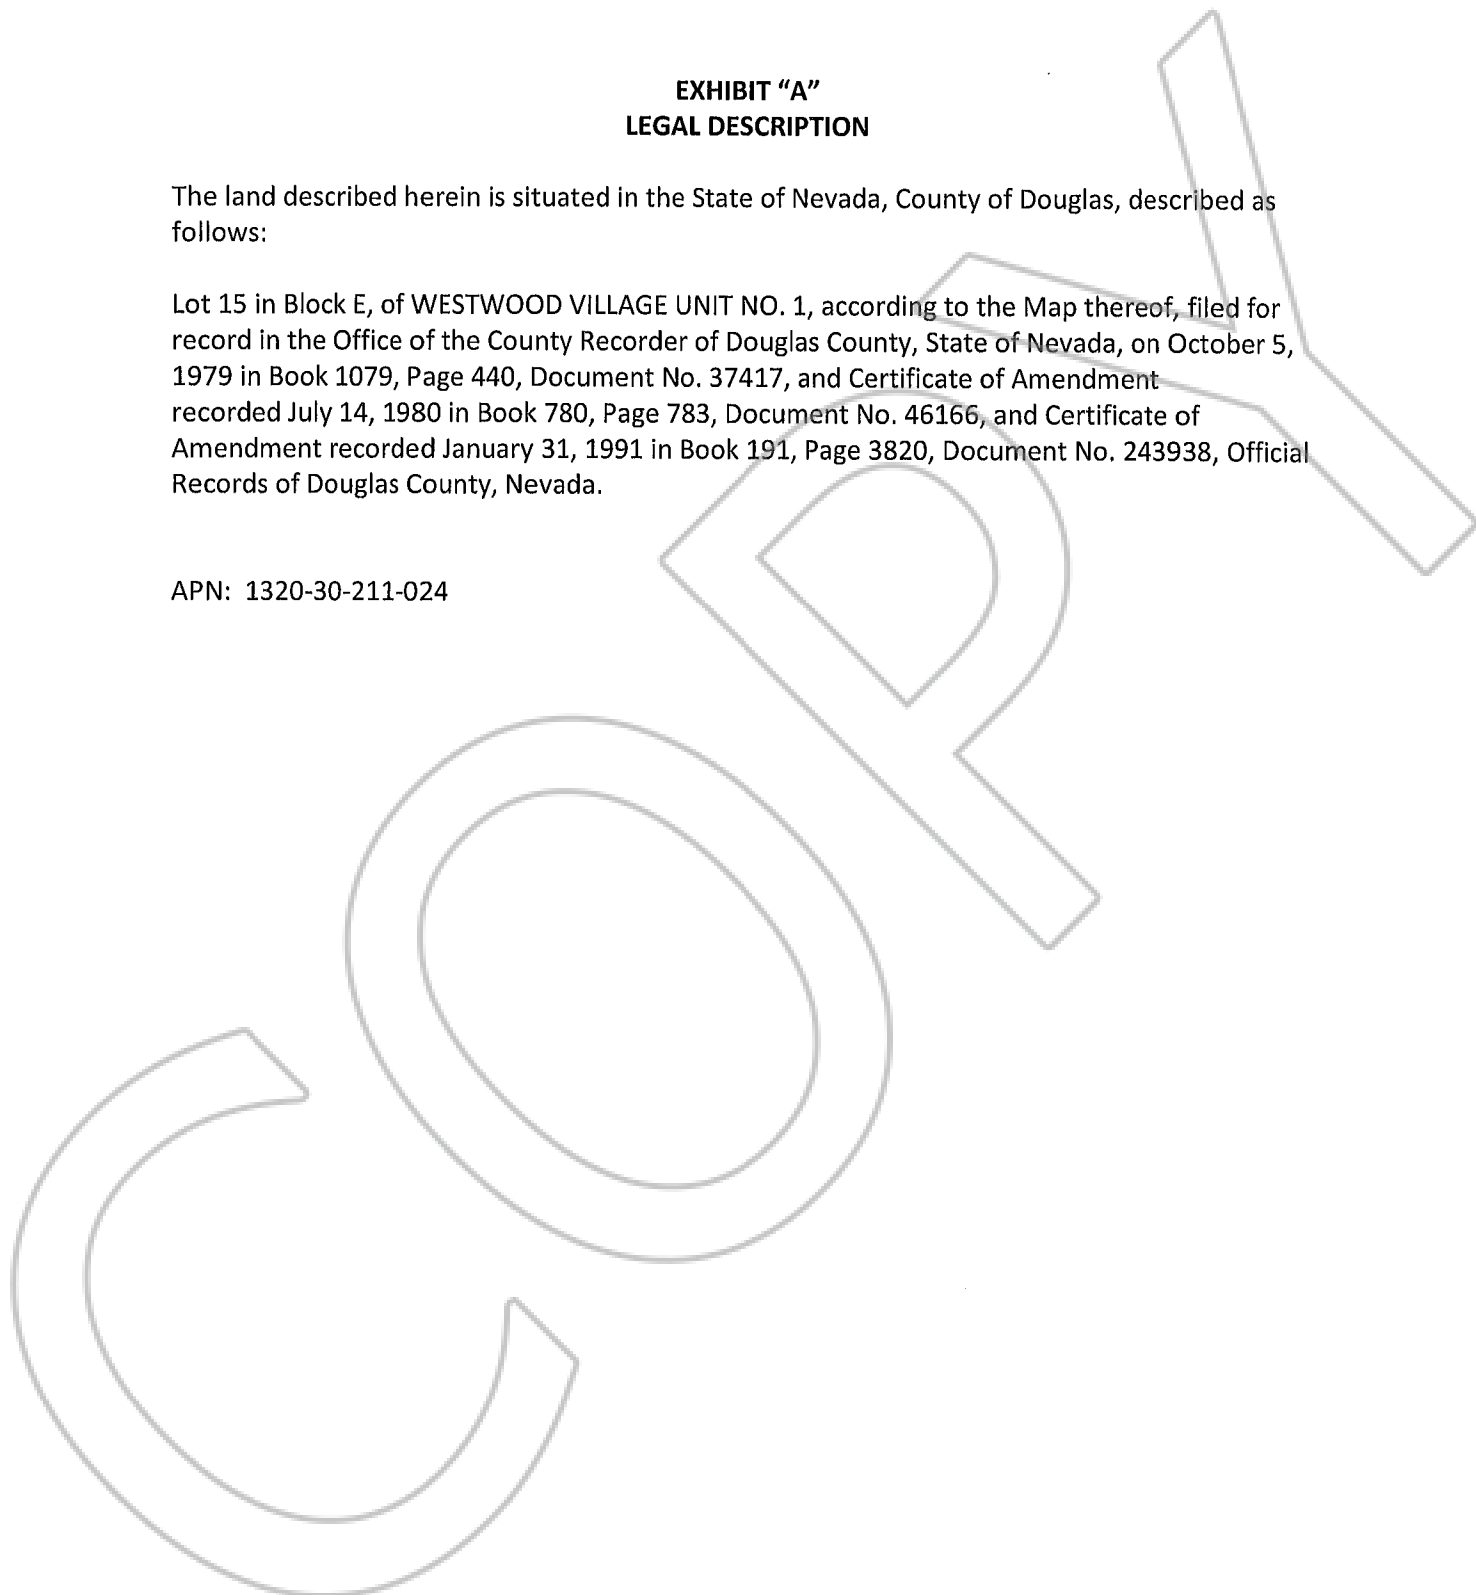 EXHIBIT “A”
LEGAL DESCRIPTION
The land described herein is situated in the State of Nevada, County of Douglas, described as
follows:
Lot 15 in Block E, of WESTWOOD VILLAGE UNIT NO. 1, according to the Map thereof, filed for
record in the Office of the County Recorder of Douglas County, State of Nevada, on October 5,
1979 in Book 1079, Page 440, Document No. 37417, and Certificate of Amendment
recorded July 14, 1980 in Book 780, Page 783, Document No. 46166, and Certificate of
Amendment recorded January 31, 1991 in Book 191, Page 3820, Document No. 243938, Official
Records of Douglas County, Nevada.
APN: 1320-30-211-024
COPY